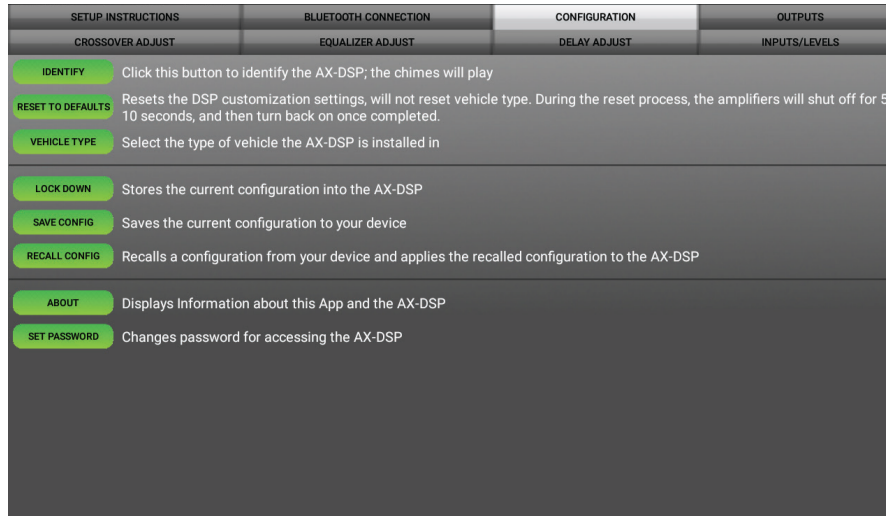 SETUP INSTRUCTIONS BLUETOOTH CONNECTION CONFIGURATION OUTPUTS
CROSSOVER ADJUST EQUALIZER ADJUST DELAY ADJUST INPUTS/LEVELS
IDENTIFY Click this button to identify the AX-DSP; the chimes will play
RESET TO DEFAULTS Resets the DSP customization settings, will not reset vehicle type. During the reset process, the amplifiers will shut off for 5
10 seconds, and then turn back on once completed.
VEHICLE TYPE Select the type of vehicle the AX-DSP is installed in
LOCK DOWN Stores the current configuration into the AX-DSP
SAVE CONFIG Saves the current configuration to your device
RECALL CONFIG Recalls a configuration from your device and applies the recalled configuration to the AX-DSP
ABOUT Displays Information about this App and the AX-DSP
SET PASSWORD Changes password for accessing the AX-DSP